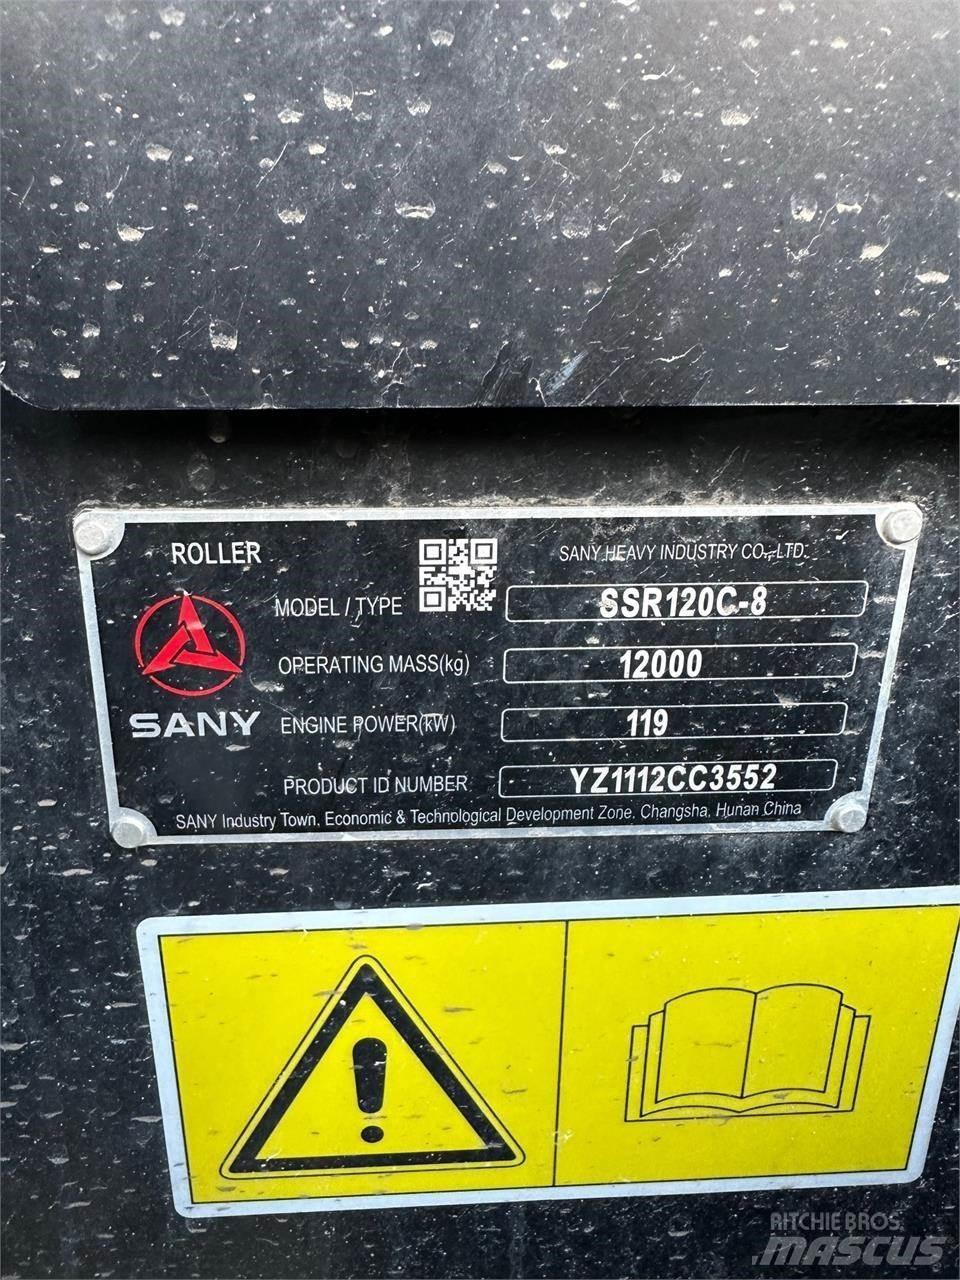 ROLLER
SANY HEAVY INDUSTRY CO., LTD.
MODEL / TYPE SSR120C-8
OPERATING MASS(kg) 12000
SANY
ENGINE POWER(kW) 119
PRODUCT ID NUMBER YZ1112CC3552
SANY Industry Town, Economic & Technological Development Zone, Changsha, Hunan China
RITCHIE BROS.
MASCUS